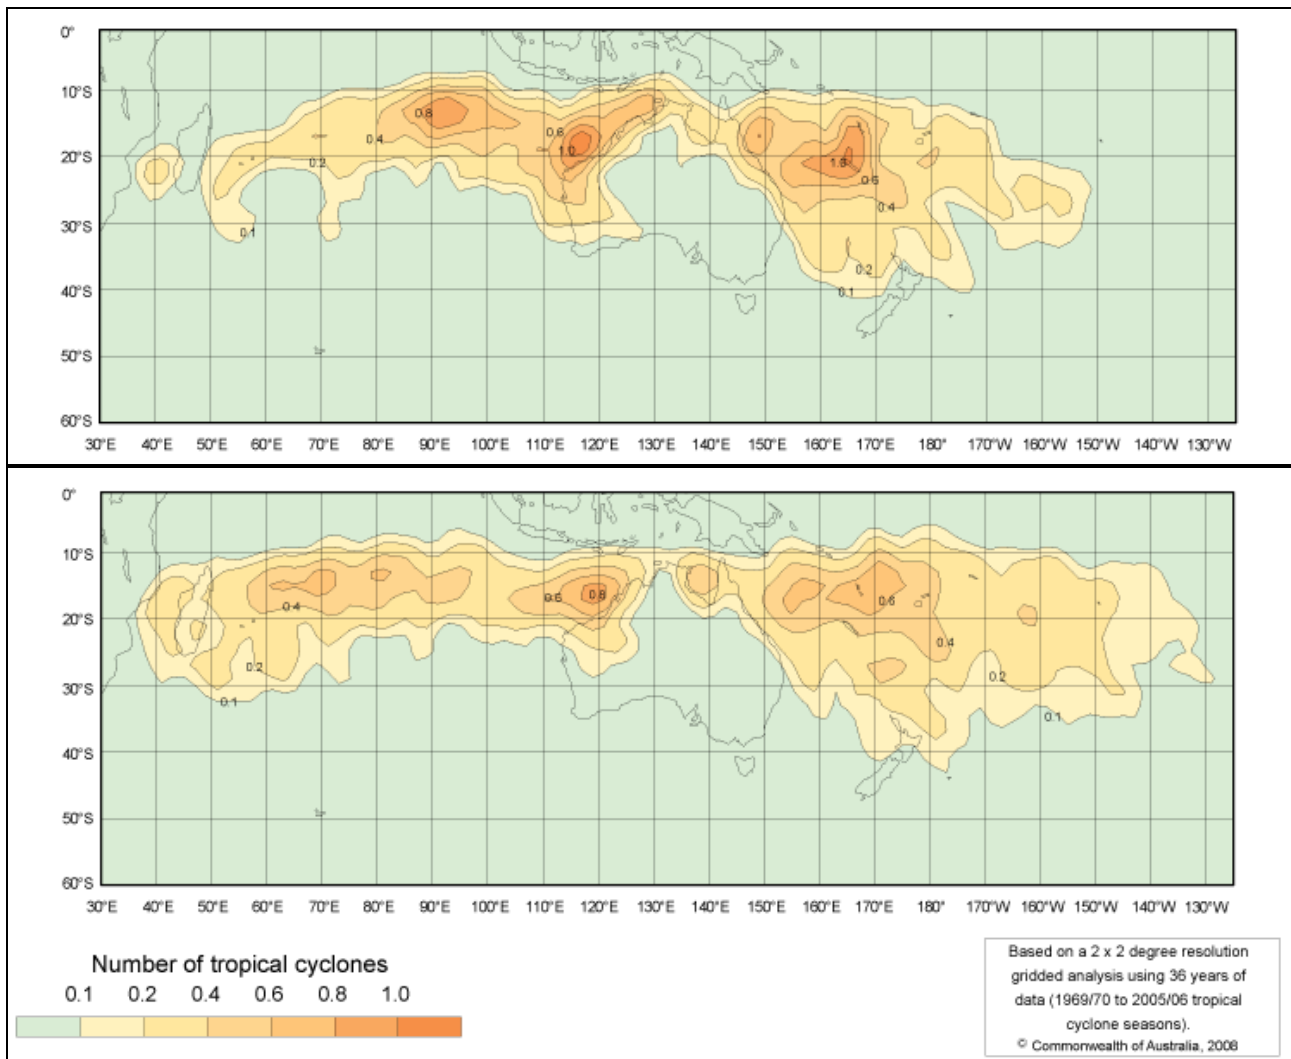 0°
10°S
20°S
30°S
40°S
50°S
60°S
0.8
0.6
0.4
1.0
0.2
1.0
0.6
0.4
0.1
0.2
0.1
30°E 40°E 50°E 60°E 70°E 80°E 90°E 100°E 110°E 120°E 130°E 140°E 150°E 160°E 170°E 180° 170°W 160°W 150°W 140°W 130°W
0°
10°S
20°S
30°S
40°S
50°S
60°S
0.4
0.6
0.8
0.6
0.4
0.2
0.2
0.1
0.1
30°E 40°E 50°E 60°E 70°E 80°E 90°E 100°E 110°E 120°E 130°E 140°E 150°E 160°E 170°E 180° 170°W 160°W 150°W 140°W 130°W
Number of tropical cyclones
0.1 0.2 0.4 0.6 0.8 1.0
Based on a 2 x 2 degree resolution
gridded analysis using 36 years of
data (1969/70 to 2005/06 tropical
cyclone seasons).
© Commonwealth of Australia, 2008